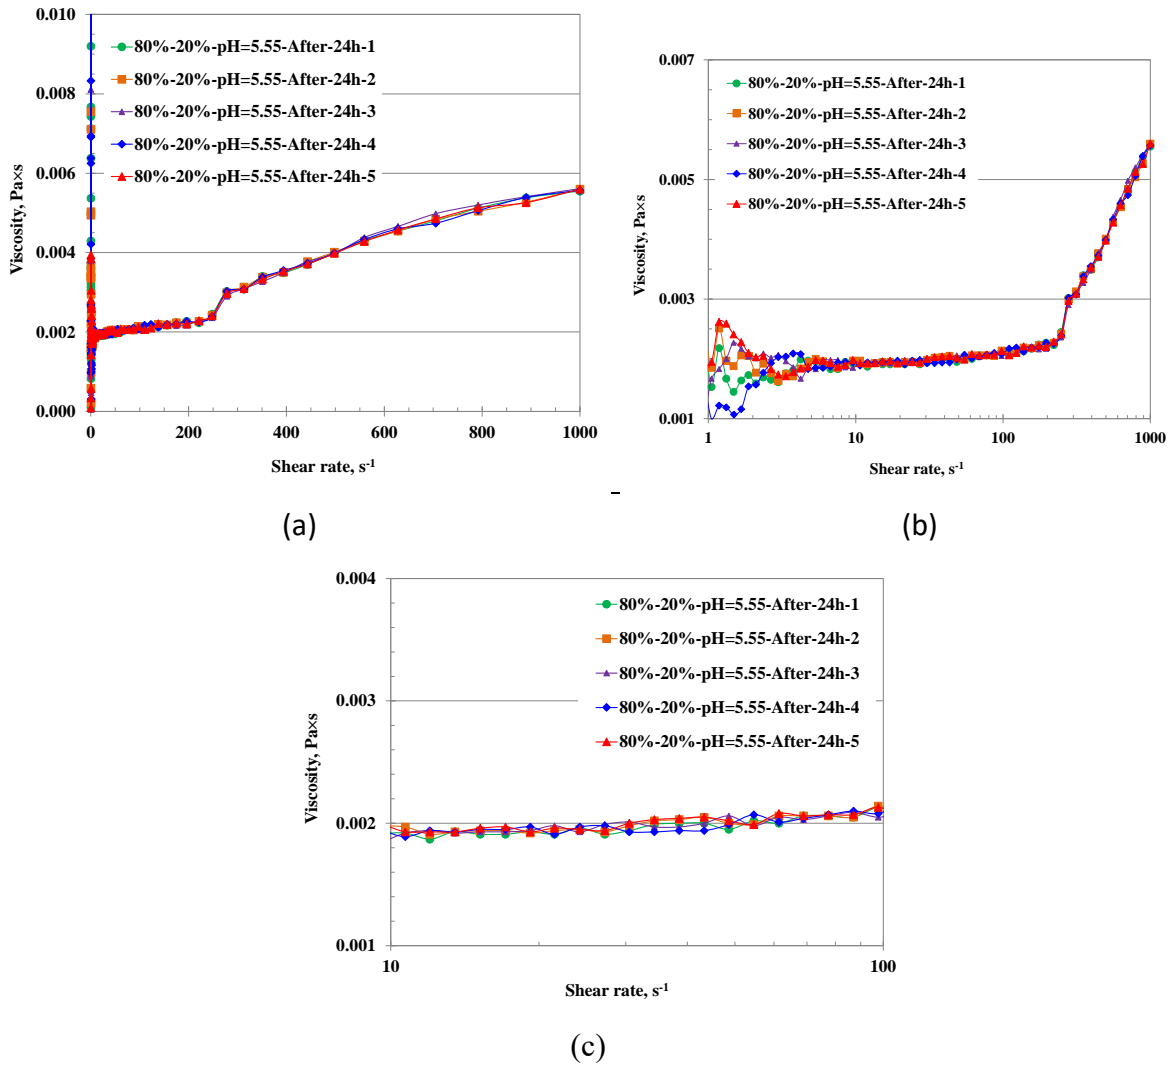 0.010
0.008
0.006
0.004
0.002
0.000
Viscosity, Pa×s
80%-20%-pH=5.55-After-24h-1
80%-20%-pH=5.55-After-24h-2
80%-20%-pH=5.55-After-24h-3
80%-20%-pH=5.55-After-24h-4
80%-20%-pH=5.55-After-24h-5
0 200 400 600 800 1000
Shear rate, s-1
(a)
0.007
0.005
0.003
0.001
Viscosity, Pa×s
80%-20%-pH=5.55-After-24h-1
80%-20%-pH=5.55-After-24h-2
80%-20%-pH=5.55-After-24h-3
80%-20%-pH=5.55-After-24h-4
80%-20%-pH=5.55-After-24h-5
1 10 100 1000
Shear rate, s-1
(b)
0.004
0.003
0.002
0.001
Viscosity, Pa×s
80%-20%-pH=5.55-After-24h-1
80%-20%-pH=5.55-After-24h-2
80%-20%-pH=5.55-After-24h-3
80%-20%-pH=5.55-After-24h-4
80%-20%-pH=5.55-After-24h-5
10 100
Shear rate, s-1
(c)